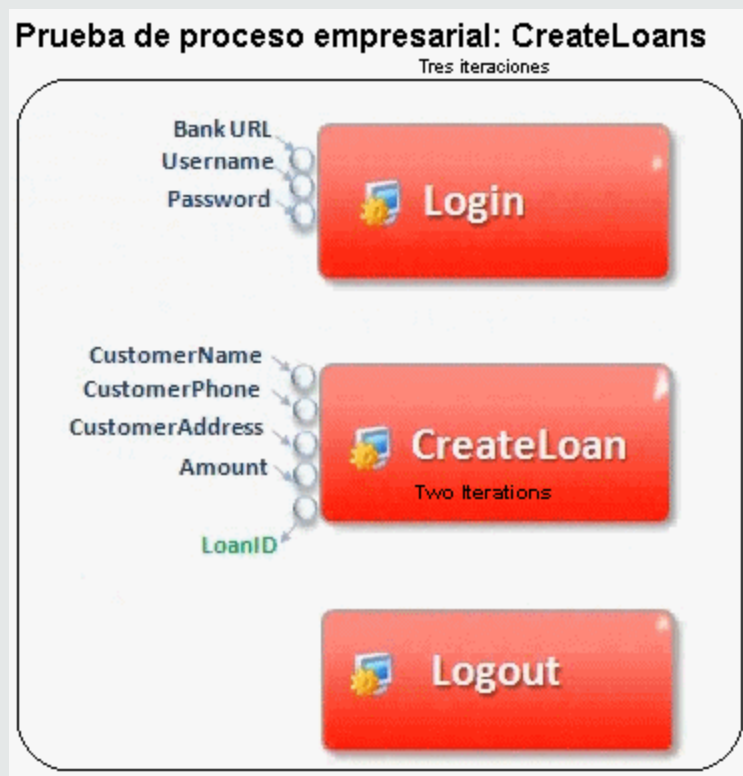 Prueba de proceso empresarial: CreateLoans
Tres iteraciones
Bank URL
Username
Password
Login
CustomerName
CustomerPhone
CustomerAddress
Amount
LoanID
CreateLoan
Two Iterations
Logout